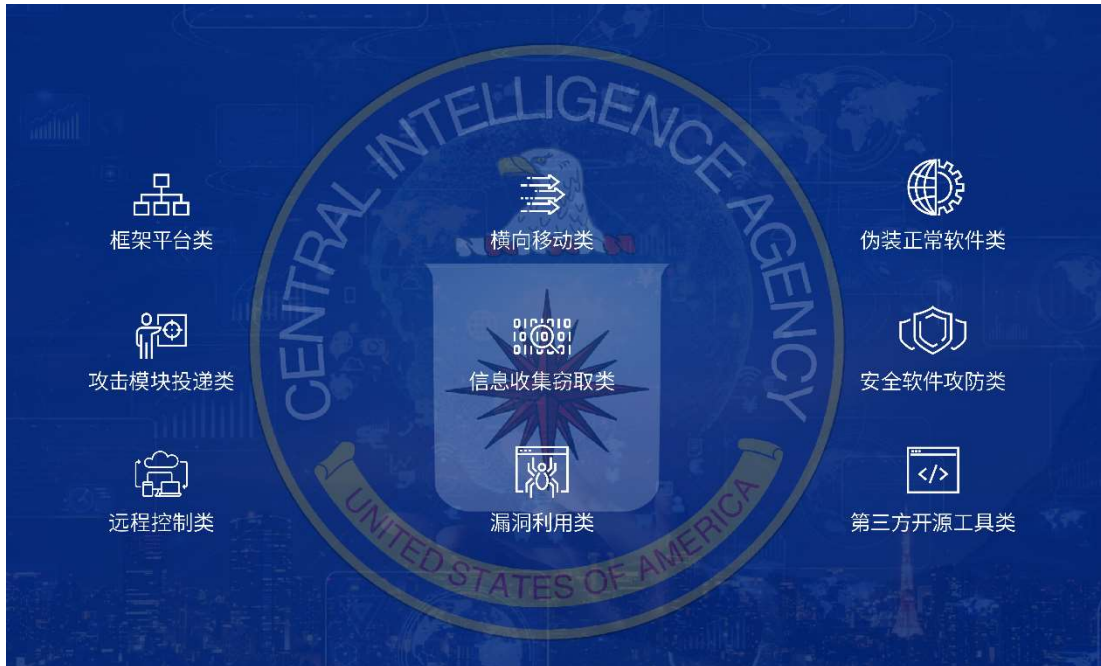 CENTRAL INTELLIGENCE AGENCY
框架平台类
横向移动类
伪装正常软件类
攻击模块投递类
信息收集窃取类
安全软件攻防类
远程控制类
漏洞利用类
</>
第三方开源工具类
UNITED STATES OF AMERICA